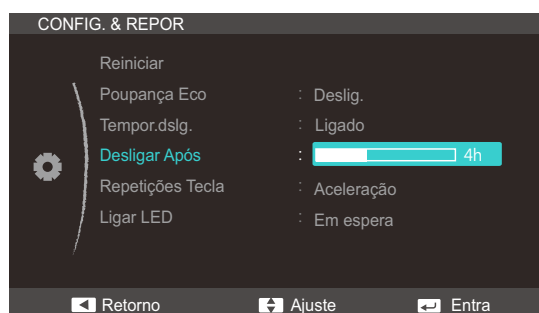 CONFIG. & REPOR
Reiniciar
Poupança Eco : Deslig.
Tempor.dslg. : Ligado
Desligar Após : 4h
Repetições Tecla : Aceleração
Ligar LED : Em espera
Retorno Ajuste Entra